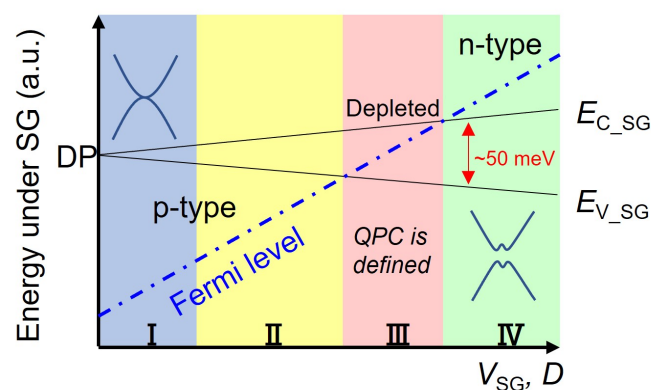 Energy under SG (a.u.)
n-type
Depleted
E_C_SG
DP
~50 meV
p-type
E_V_SG
QPC is
defined
Fermi level
I
II
III
IV
V_SG, D